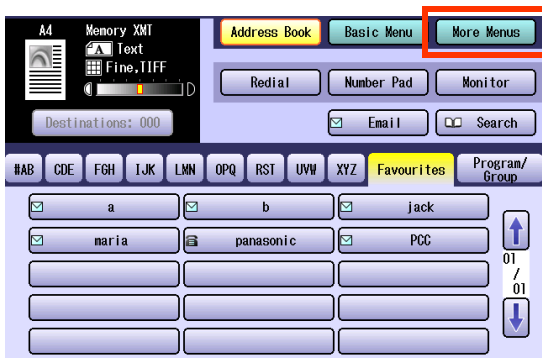 A4 Memory XMT Address Book Basic Menu More Menus
A Text
Fine,TIFF
D
Redial Number Pad Monitor
Destinations: 000 Email Search
#AB CDE FGH IJK LMN OPQ RST UVW XYZ Favourites Program/
Group
a b jack
maria panasonic PCC
01
/
01